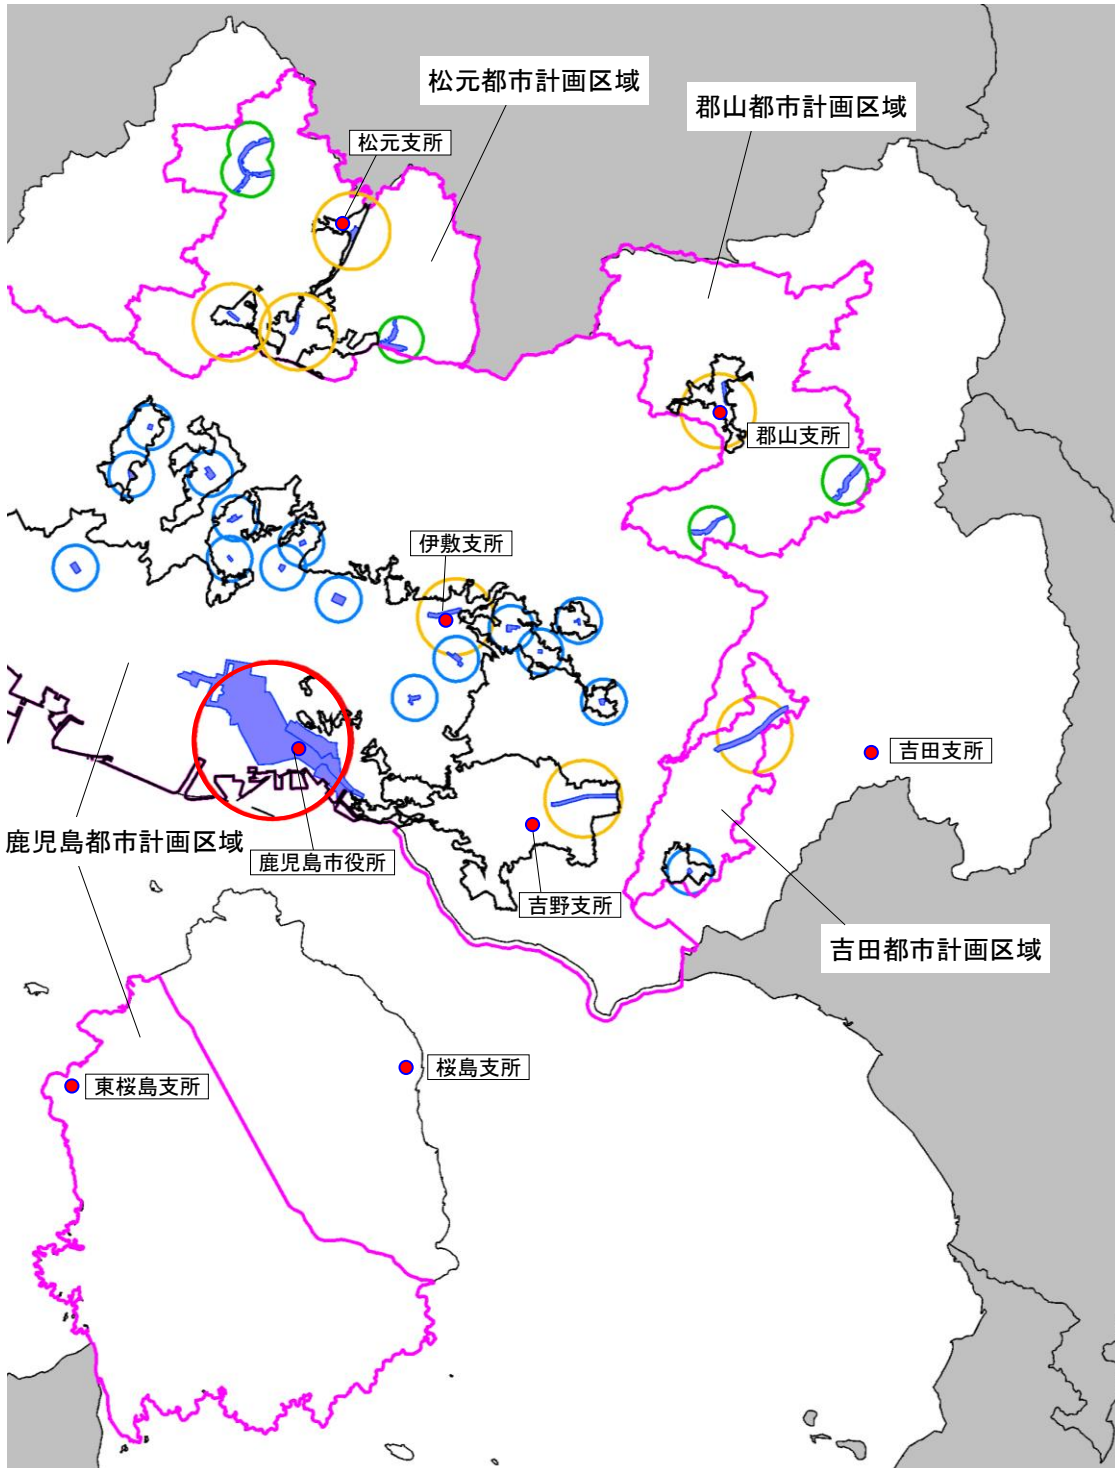 松元都市計画区域
郡山都市計画区域
松元支所
郡山支所
伊敷支所
吉田支所
鹿児島都市計画区域
鹿児島市役所
吉野支所
吉田都市計画区域
桜島支所
東桜島支所